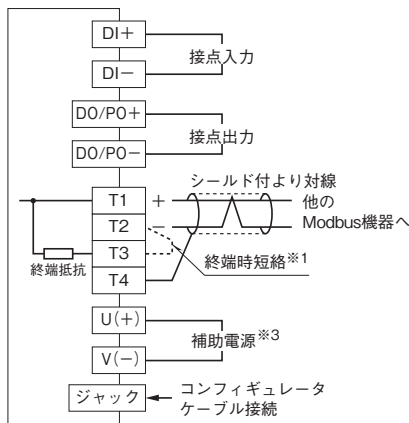 DI+
接点入力
DI−
DO/PO+
接点出力
DO/PO−
シールド付より対線
T1 +
他の
Modbus機器へ
T2 −
T3
終端抵抗
終端時短絡※1
T4
U(+)
補助電源※3
V(−)
ジャック
コンフィギュレータ
ケーブル接続